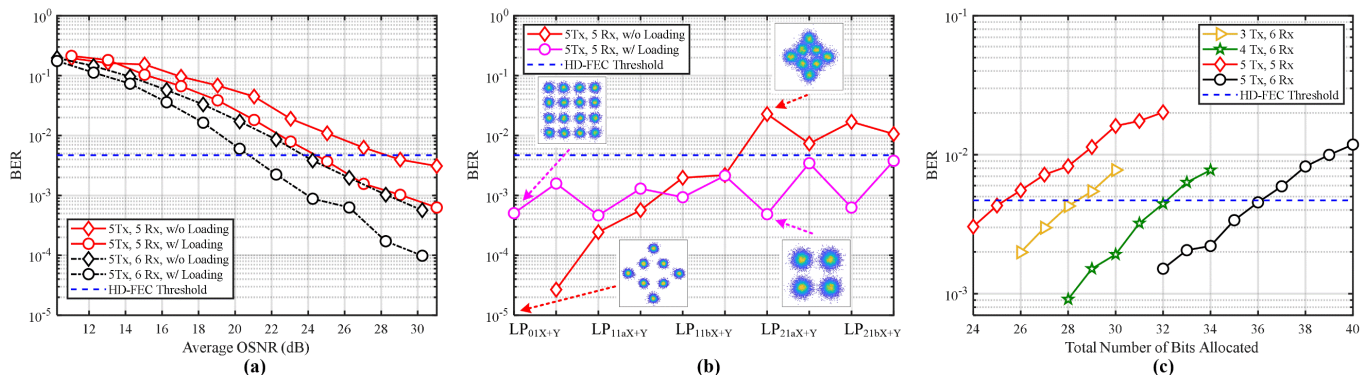 10^0
10^-1
10^-2
10^-3
10^-4
10^-5
BER
5Tx, 5 Rx, w/o Loading
5Tx, 5 Rx, w/ Loading
5Tx, 6 Rx, w/o Loading
5Tx, 6 Rx, w/ Loading
HD-FEC Threshold
12 14 16 18 20 22 24 26 28 30
Average OSNR (dB)
(a)
10^0
10^-1
10^-2
10^-3
10^-4
10^-5
BER
5Tx, 5 Rx, w/o Loading
5Tx, 5 Rx, w/ Loading
HD-FEC Threshold
LP01X+Y LP11aX+Y LP11bX+Y LP21aX+Y LP21bX+Y
(b)
10^-1
10^-2
10^-3
BER
3 Tx, 6 Rx
4 Tx, 6 Rx
5 Tx, 5 Rx
5 Tx, 6 Rx
HD-FEC Threshold
24 26 28 30 32 34 36 38 40
Total Number of Bits Allocated
(c)